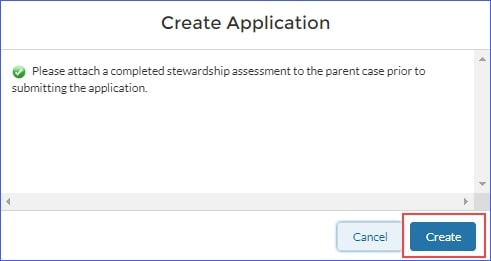 Create Application
Please attach a completed stewardship assessment to the parent case prior to
submitting the application.
Cancel
Create